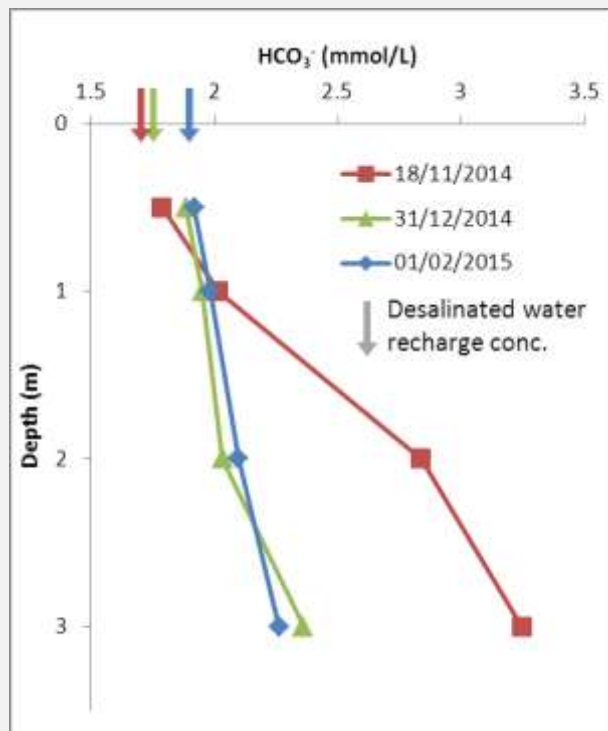 HCO₃⁻ (mmol/L)
1.5 2 2.5 3 3.5
0
18/11/2014
31/12/2014
01/02/2015
1
Desalinated water
recharge conc.
Depth (m)
2
3